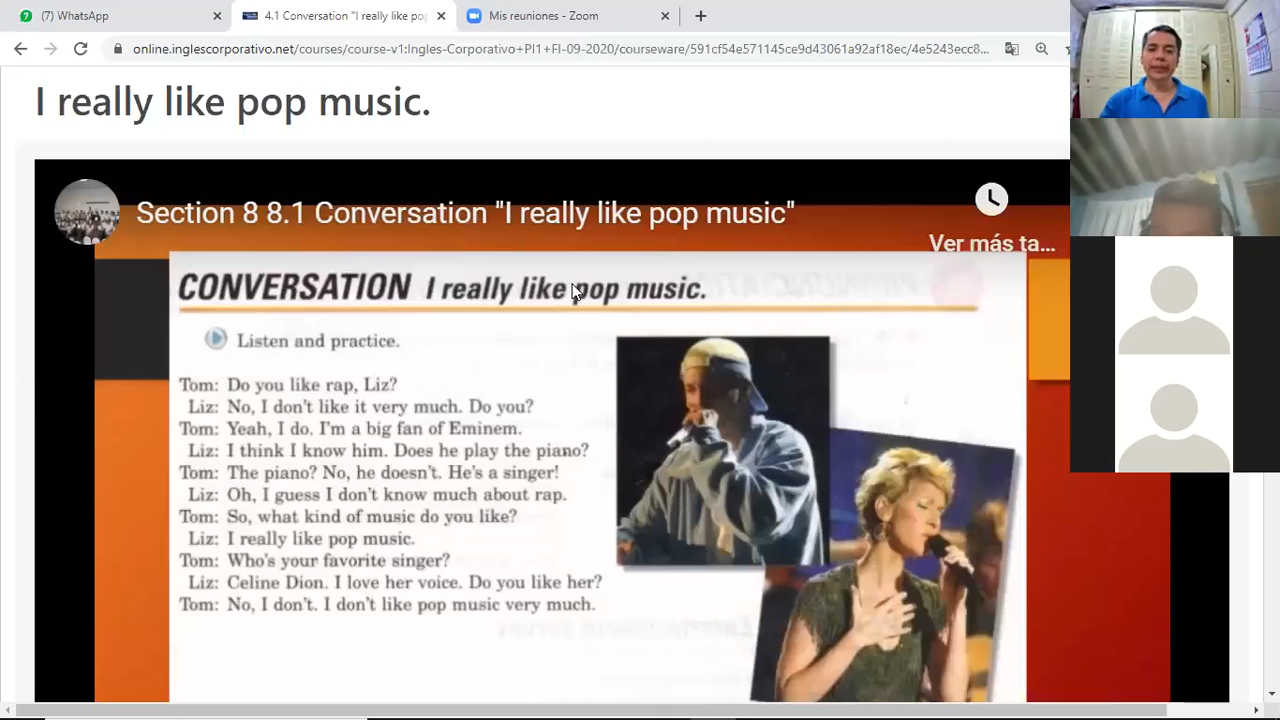 (7) WhatsApp
4.1 Conversation "I really like po
Mis reuniones - Zoom
online.inglescorporativo.net/courses/course-v1:Ingles-Corporativo+PI1+FI-09-2020/courseware/591cf54e571145ce9d43061a92af18ec/4e5243ecc8...
I really like pop music.
Section 8 8.1 Conversation "I really like pop music"
Ver más ta...
CONVERSATION I really like pop music.
Listen and practice.
Tom: Do you like rap, Liz?
Liz: No, I don't like it very much. Do you?
Tom: Yeah, I do. I'm a big fan of Eminem.
Liz: I think I know him. Does he play the piano?
Tom: The piano? No, he doesn't. He's a singer!
Liz: Oh, I guess I don't know much about rap.
Tom: So, what kind of music do you like?
Liz: I really like pop music.
Tom: Who's your favorite singer?
Liz: Celine Dion. I love her voice. Do you like her?
Tom: No, I don't. I don't like pop music very much.